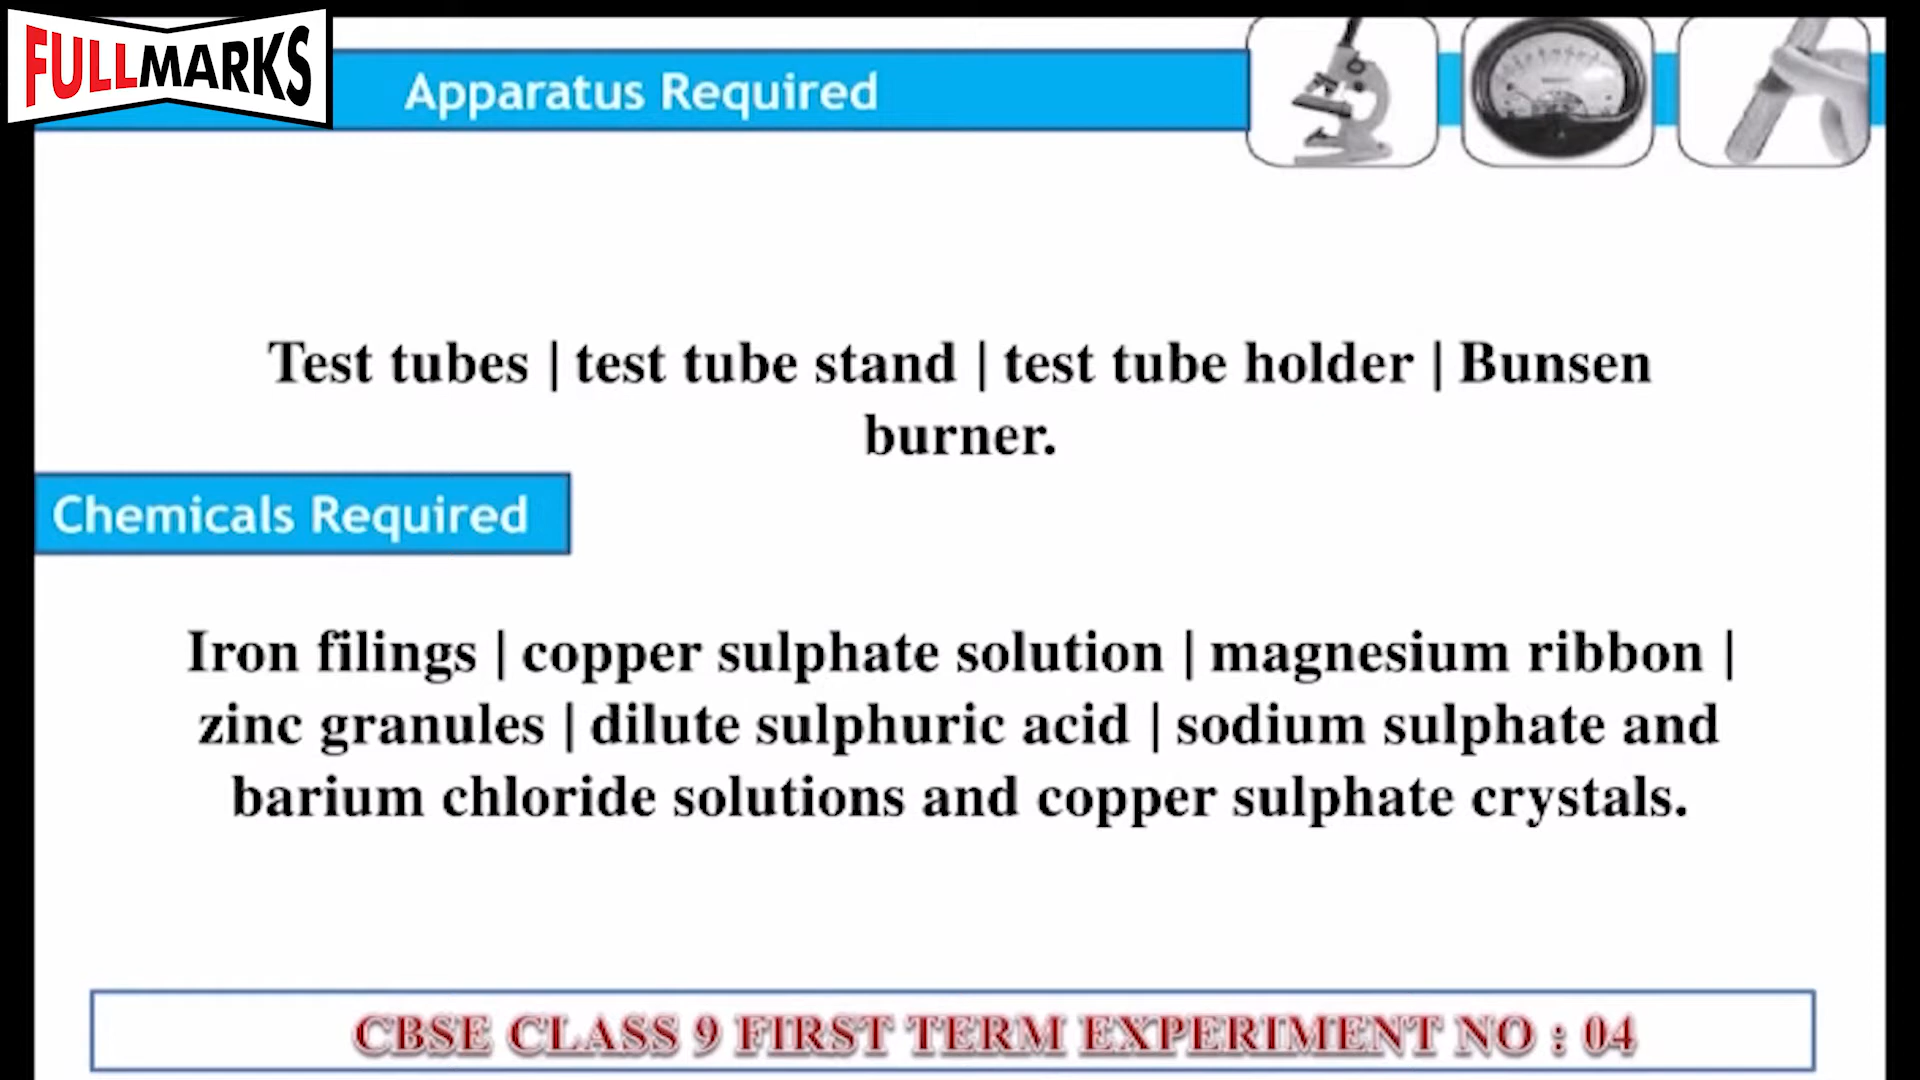 FULLMARKS
Apparatus Required
Test tubes | test tube stand | test tube holder | Bunsen
burner.
Chemicals Required
Iron filings | copper sulphate solution | magnesium ribbon |
zinc granules | dilute sulphuric acid | sodium sulphate and
barium chloride solutions and copper sulphate crystals.
CBSE CLASS 9 FIRST TERM EXPERIMENT NO : 04